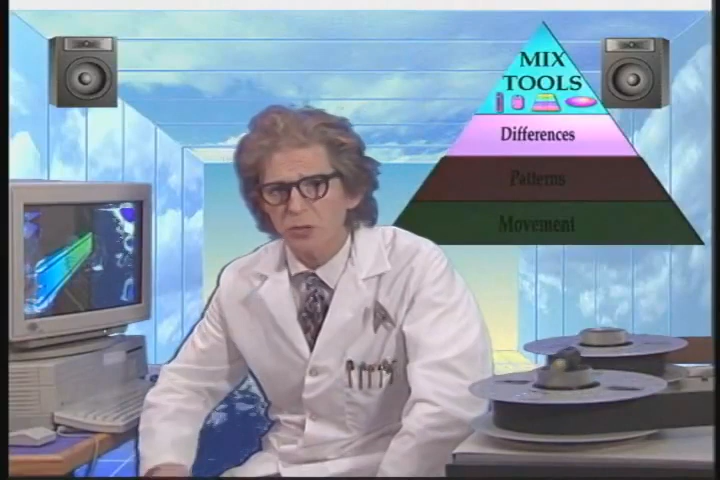 MIX
TOOLS
Differences
Patterns
Movement